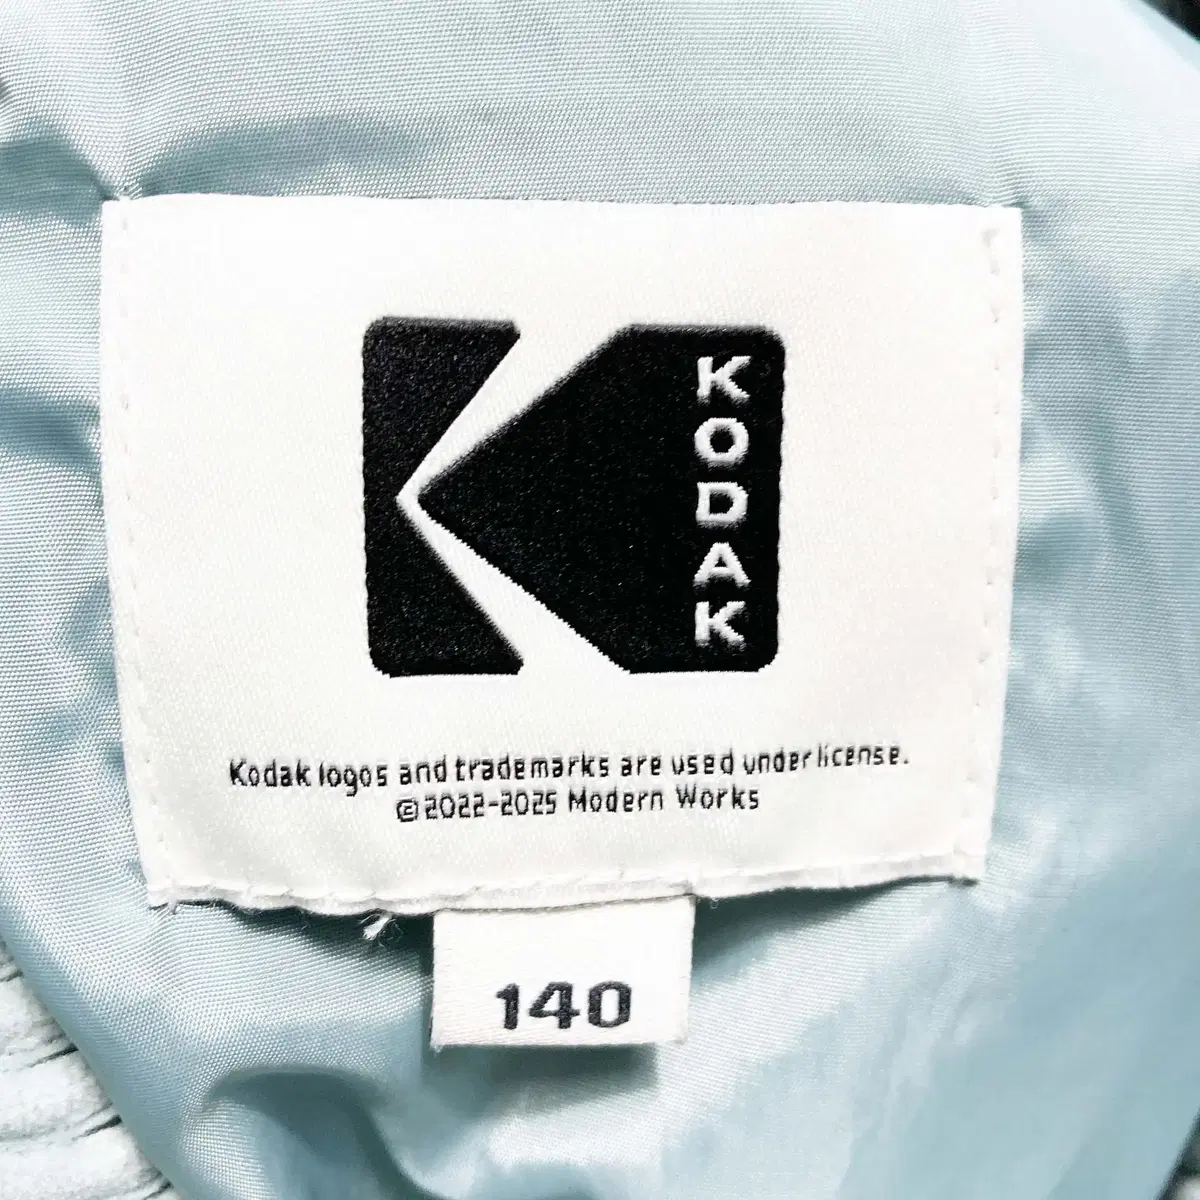 KODAK
Kodak logos and trademarks are used under license.
©2022-2025 Modern Works
140